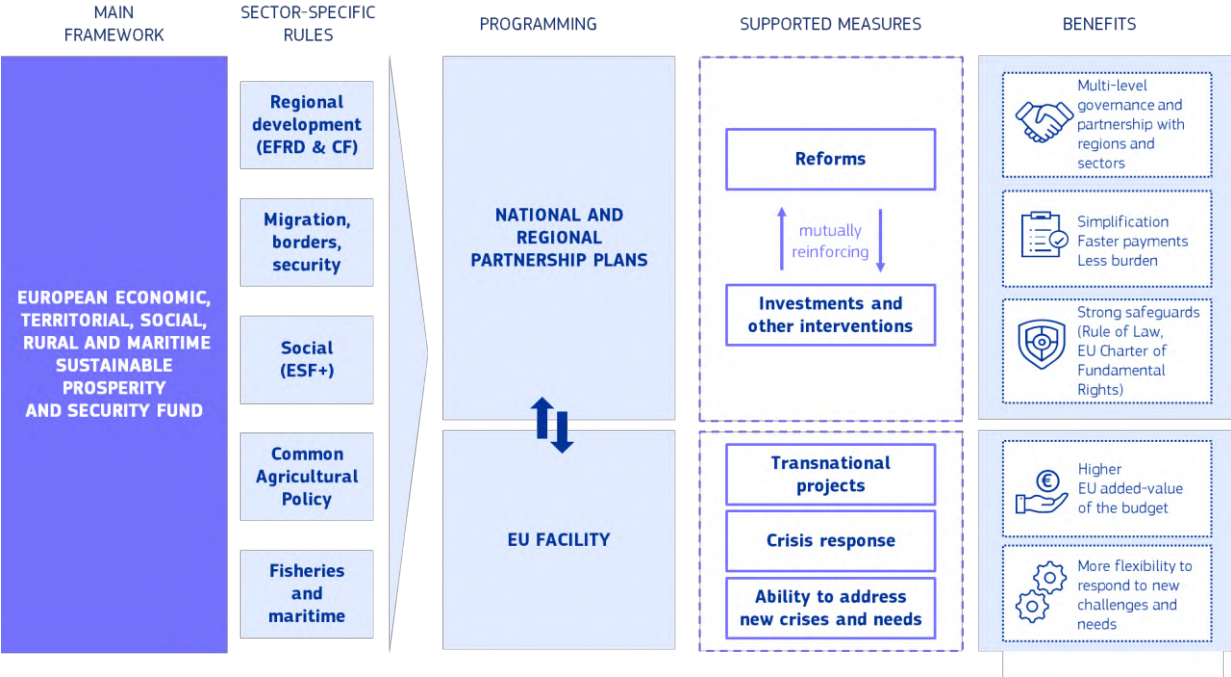 MAIN
FRAMEWORK
SECTOR-SPECIFIC
RULES
PROGRAMMING
SUPPORTED MEASURES
BENEFITS
EUROPEAN ECONOMIC,
TERRITORIAL, SOCIAL,
RURAL AND MARITIME
SUSTAINABLE
PROSPERITY
AND SECURITY FUND
Regional
development
(EFRD & CF)
Migration,
borders,
security
Social
(ESF+)
Common
Agricultural
Policy
Fisheries
and
maritime
NATIONAL AND
REGIONAL
PARTNERSHIP PLANS
EU FACILITY
Reforms
mutually
reinforcing
Investments and
other interventions
Transnational
projects
Crisis response
Ability to address
new crises and needs
Multi-level
governance and
partnership with
regions and
sectors
Simplification
Faster payments
Less burden
Strong safeguards
(Rule of Law,
EU Charter of
Fundamental
Rights)
€
Higher
EU added-value
of the budget
More flexibility to
respond to new
challenges and
needs